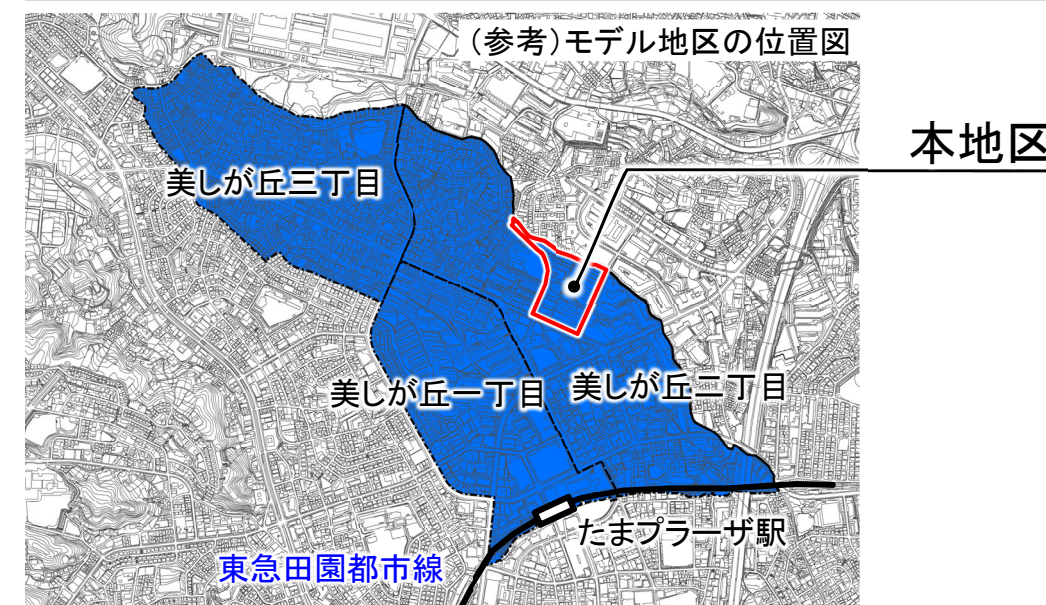 (参考)モデル地区の位置図
本地区
美しが丘三丁目
美しが丘一丁目
美しが丘二丁目
たまプラーザ駅
東急田園都市線